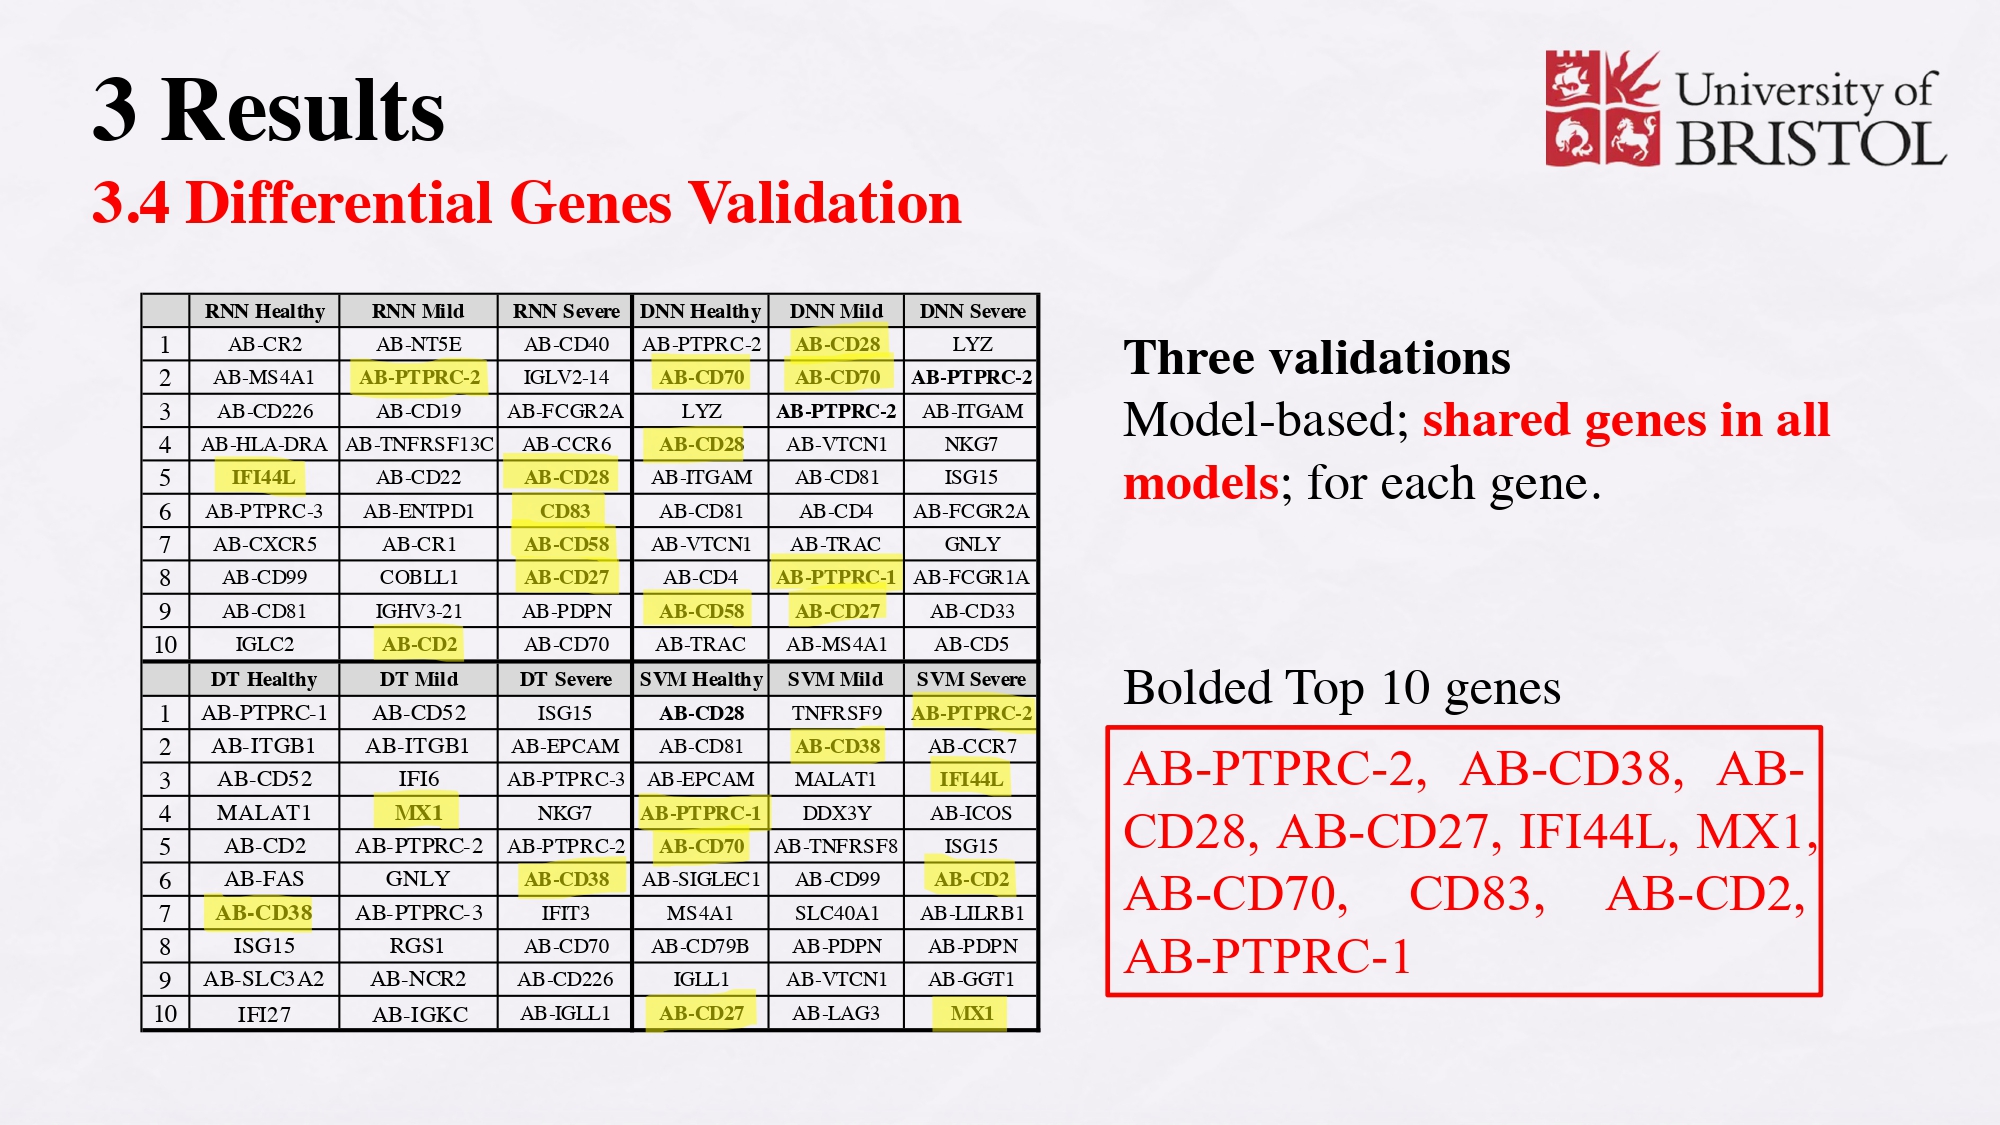 3 Results
University of
BRISTOL
3.4 Differential Genes Validation
RNN Healthy RNN Mild RNN Severe DNN Healthy DNN Mild DNN Severe
1 AB-CR2 AB-NT5E AB-CD40 AB-PTPRC-2 AB-CD28 LYZ
2 AB-MS4A1 AB-PTPRC-2 IGLV2-14 AB-CD70 AB-CD70 AB-PTPRC-2
3 AB-CD226 AB-CD19 AB-FCGR2A LYZ AB-PTPRC-2 AB-ITGAM
4 AB-HLA-DRA AB-TNFRSF13C AB-CCR6 AB-CD28 AB-VTCN1 NKG7
5 IFI44L AB-CD22 AB-CD28 AB-ITGAM AB-CD81 ISG15
6 AB-PTPRC-3 AB-ENTPD1 CD83 AB-CD81 AB-CD4 AB-FCGR2A
7 AB-CXCR5 AB-CR1 AB-CD58 AB-VTCN1 AB-TRAC GNLY
8 AB-CD99 COBLL1 AB-CD27 AB-CD4 AB-PTPRC-1 AB-FCGR1A
9 AB-CD81 IGHV3-21 AB-PDPN AB-CD58 AB-CD27 AB-CD33
10 IGLC2 AB-CD2 AB-CD70 AB-TRAC AB-MS4A1 AB-CD5
DT Healthy DT Mild DT Severe SVM Healthy SVM Mild SVM Severe
1 AB-PTPRC-1 AB-CD52 ISG15 AB-CD28 TNFRSF9 AB-PTPRC-2
2 AB-ITGB1 AB-ITGB1 AB-EPCAM AB-CD81 AB-CD38 AB-CCR7
3 AB-CD52 IFI6 AB-PTPRC-3 AB-EPCAM MALAT1 IFI44L
4 MALAT1 MX1 NKG7 AB-PTPRC-1 DDX3Y AB-ICOS
5 AB-CD2 AB-PTPRC-2 AB-PTPRC-2 AB-CD70 AB-TNFRSF8 ISG15
6 AB-FAS GNLY AB-CD38 AB-SIGLEC1 AB-CD99 AB-CD2
7 AB-CD38 AB-PTPRC-3 IFIT3 MS4A1 SLC40A1 AB-LILRB1
8 ISG15 RGS1 AB-CD70 AB-CD79B AB-PDPN AB-PDPN
9 AB-SLC3A2 AB-NCR2 AB-CD226 IGLL1 AB-VTCN1 AB-GGT1
10 IFI27 AB-IGKC AB-IGLL1 AB-CD27 AB-LAG3 MX1
Three validations
Model-based; shared genes in all
models; for each gene.
Bolded Top 10 genes
AB-PTPRC-2, AB-CD38, AB-
CD28, AB-CD27, IFI44L, MX1,
AB-CD70, CD83, AB-CD2,
AB-PTPRC-1